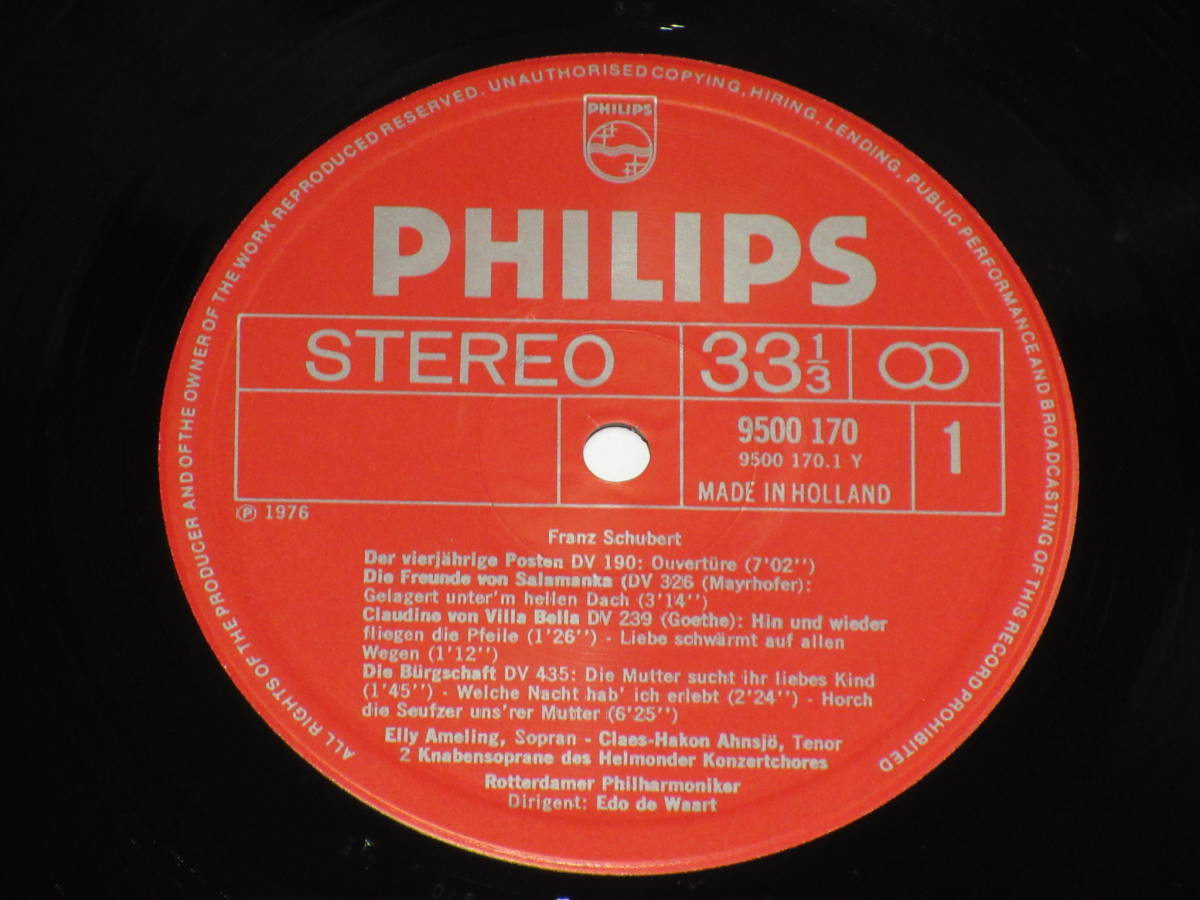 ALL RIGHTS OF THE PRODUCER AND OF THE OWNER OF THE WORK REPRODUCED RESERVED. UNAUTHORISED COPYING, HIRING, LENDING, PUBLIC PERFORMANCE AND BROADCASTING OF THIS RECORD PROHIBITED
PHILIPS
PHILIPS
STEREO
33 1/3
9500 170
9500 170.1 Y
MADE IN HOLLAND
1
℗ 1976
Franz Schubert
Der vierjährige Posten DV 190: Ouvertüre (7'02'')
Die Freunde von Salamanka (DV 326 (Mayrhofer):
Gelagert unter'm hellen Dach (3'14'')
Claudine von Villa Bella DV 239 (Goethe): Hin und wieder
fliegen die Pfeile (1'26'') - Liebe schwärmt auf allen
Wegen (1'12'')
Die Bürgschaft DV 435: Die Mutter sucht ihr liebes Kind
(1'45'') - Welche Nacht hab' ich erlebt (2'24'') - Horch
die Seufzer uns'rer Mutter (6'25'')
Elly Ameling, Sopran - Claes-Hakon Ahnsjö, Tenor
2 Knabensoprane des Helmonder Konzertchores
Rotterdamer Philharmoniker
Dirigent: Edo de Waart